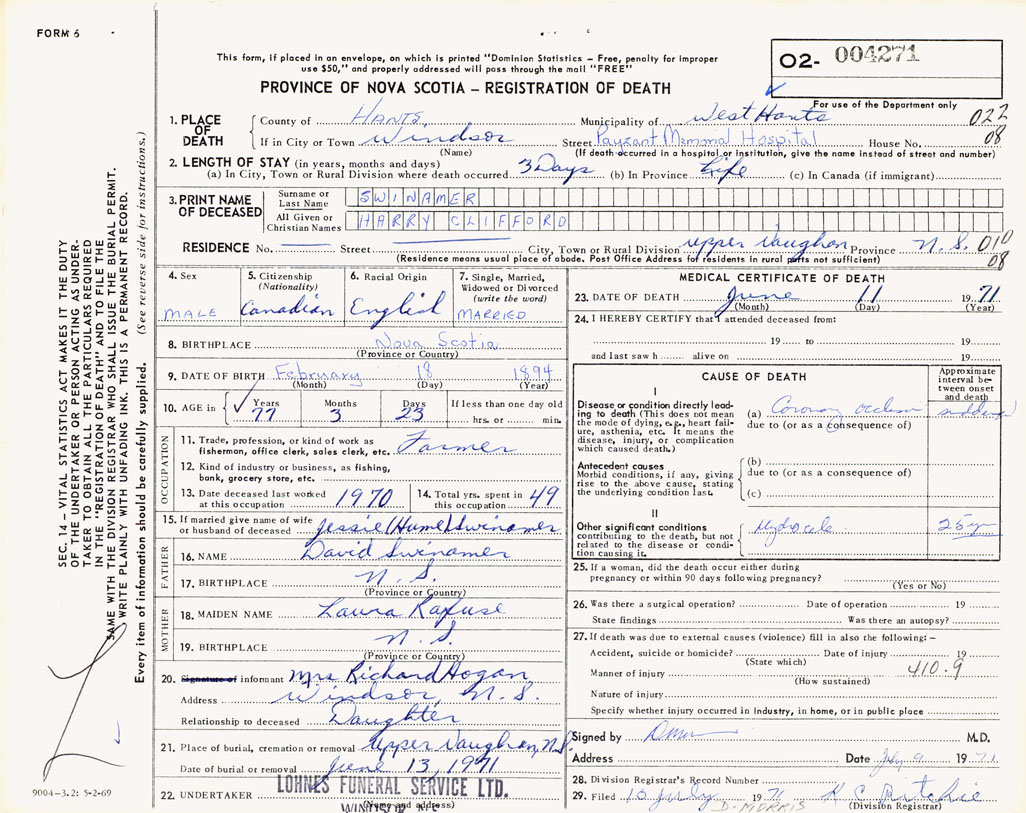 FORM 6
This form, if placed in an envelope, on which is printed "Dominion Statistics – Free, penalty for improper
use $50," and properly addressed will pass through the mail "FREE"
PROVINCE OF NOVA SCOTIA – REGISTRATION OF DEATH
O2- 004271
For use of the Department only
022
08
1. PLACE OF DEATH
County of HANTS, Municipality of West Hants
If in City or Town Windsor Street Payzant Memorial Hospital House No.
(Name) (If death occurred in a hospital or institution, give the name instead of street and number)
2. LENGTH OF STAY (in years, months and days)
(a) In City, Town or Rural Division where death occurred 3 Days (b) In Province Life (c) In Canada (if immigrant)
3. PRINT NAME OF DECEASED
Surname or Last Name SWINAMER
All Given or Christian Names HARRY CLIFFORD
RESIDENCE No. Street City, Town or Rural Division Upper Vaughan Province N.S. 010
08
(Residence means usual place of abode. Post Office Address for residents in rural parts not sufficient)
4. Sex MALE
5. Citizenship (Nationality) Canadian
6. Racial Origin English
7. Single, Married, Widowed or Divorced (write the word) MARRIED
8. BIRTHPLACE Nova Scotia
(Province or Country)
9. DATE OF BIRTH February 18 1894
(Month) (Day) (Year)
10. AGE in Years 77 Months 3 Days 23 If less than one day old hrs. or min.
OCCUPATION
11. Trade, profession, or kind of work as
fisherman, office clerk, sales clerk, etc. Farmer
12. Kind of industry or business, as fishing,
bank, grocery store, etc.
13. Date deceased last worked at this occupation 1970
14. Total yrs. spent in this occupation 49
15. If married give name of wife
or husband of deceased Jessie (Hume) Swinamer
FATHER
16. NAME David Swinamer
17. BIRTHPLACE N.S.
(Province or Country)
MOTHER
18. MAIDEN NAME Laura Rafuse
19. BIRTHPLACE N.S.
(Province or Country)
20. Signature of informant Mrs Richard Hogan
Address Windsor, N.S.
Relationship to deceased Daughter
21. Place of burial, cremation or removal Upper Vaughan, N.S.
Date of burial or removal June 13, 1971
22. UNDERTAKER LOHNES FUNERAL SERVICE LTD.
(Name and address)
WINDSOR N.S.
MEDICAL CERTIFICATE OF DEATH
23. DATE OF DEATH June 11 1971
(Month) (Day) (Year)
24. I HEREBY CERTIFY that I attended deceased from:
19 to 19
and last saw h alive on 19
CAUSE OF DEATH
Approximate interval between onset and death
I
Disease or condition directly leading to death (This does not mean the mode of dying, e.g., heart failure, asthenia, etc. It means the disease, injury, or complication which caused death.)
(a) Coronary occlusion sudden
due to (or as a consequence of)
Antecedent causes
Morbid conditions, if any, giving rise to the above cause, stating the underlying condition last.
(b)
due to (or as a consequence of)
(c)
II
Other significant conditions
contributing to the death, but not related to the disease or condition causing it.
Hydrocele 25 yr
25. If a woman, did the death occur either during
pregnancy or within 90 days following pregnancy?
(Yes or No)
26. Was there a surgical operation? Date of operation 19
State findings Was there an autopsy?
27. If death was due to external causes (violence) fill in also the following: –
Accident, suicide or homicide? Date of injury 19
(State which)
410.9
Manner of injury
(How sustained)
Nature of injury
Specify whether injury occurred in industry, in home, or in public place
Signed by M.D.
Address Date July 9 1971
28. Division Registrar's Record Number
29. Filed 10 July 1971 K C Ritchie
(Division Registrar)
D. MORRIS
SEC. 14 – VITAL STATISTICS ACT MAKES IT THE DUTY
OF THE UNDERTAKER OR PERSON ACTING AS UNDERTAKER
TO OBTAIN ALL THE PARTICULARS REQUIRED
IN THE "REGISTRATION OF DEATH" AND TO FILE THE
SAME WITH THE DIVISION REGISTRAR WHO SHALL ISSUE THE BURIAL PERMIT.
WRITE PLAINLY WITH UNFADING INK. THIS IS A PERMANENT RECORD.
Every item of information should be carefully supplied. (See reverse side for instructions.)
9004-3.2: 5-2-69